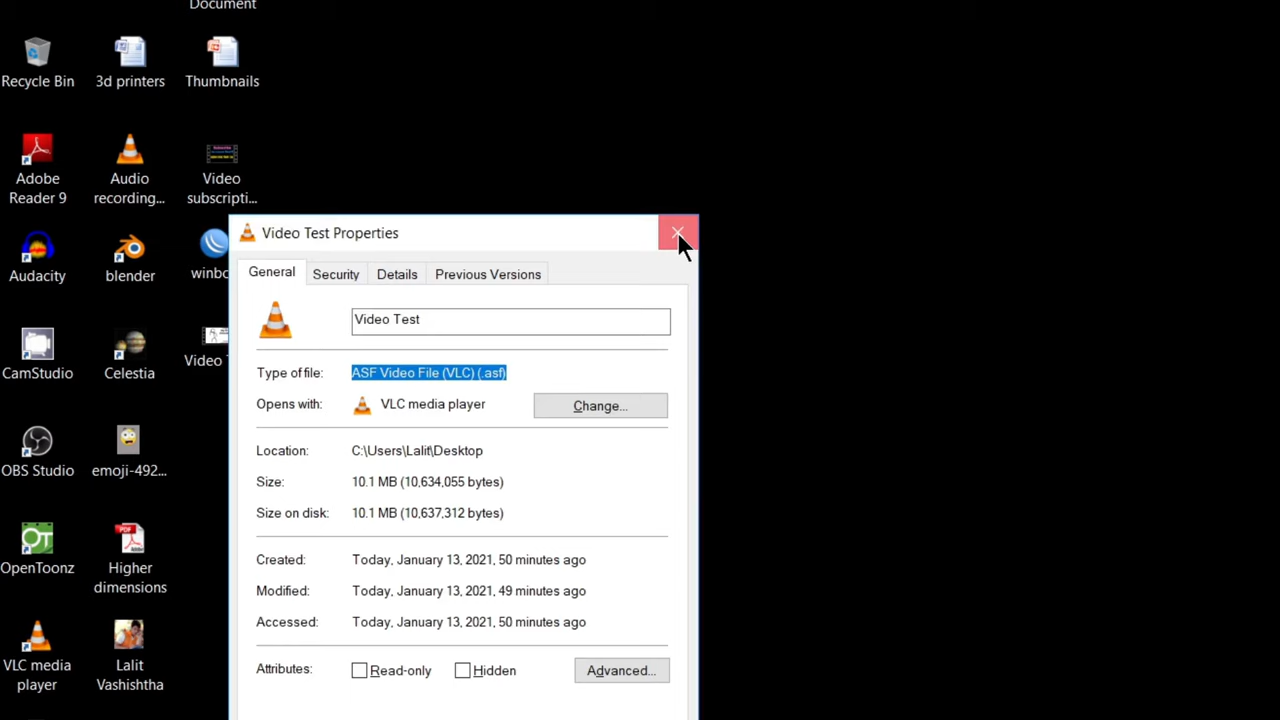 Document
Recycle Bin
3d printers
Thumbnails
Adobe
Reader 9
Audio
recording...
Video
subscripti...
Audacity
blender
winbo
CamStudio
Celestia
Video T
OBS Studio
emoji-492...
OpenToonz
Higher
dimensions
VLC media
player
Lalit
Vashishtha
Video Test Properties
General
Security
Details
Previous Versions
Video Test
Type of file:
ASF Video File (VLC) (.asf)
Opens with:
VLC media player
Change...
Location:
C:\Users\Lalit\Desktop
Size:
10.1 MB (10,634,055 bytes)
Size on disk:
10.1 MB (10,637,312 bytes)
Created:
Today, January 13, 2021, 50 minutes ago
Modified:
Today, January 13, 2021, 49 minutes ago
Accessed:
Today, January 13, 2021, 50 minutes ago
Attributes:
Read-only
Hidden
Advanced...